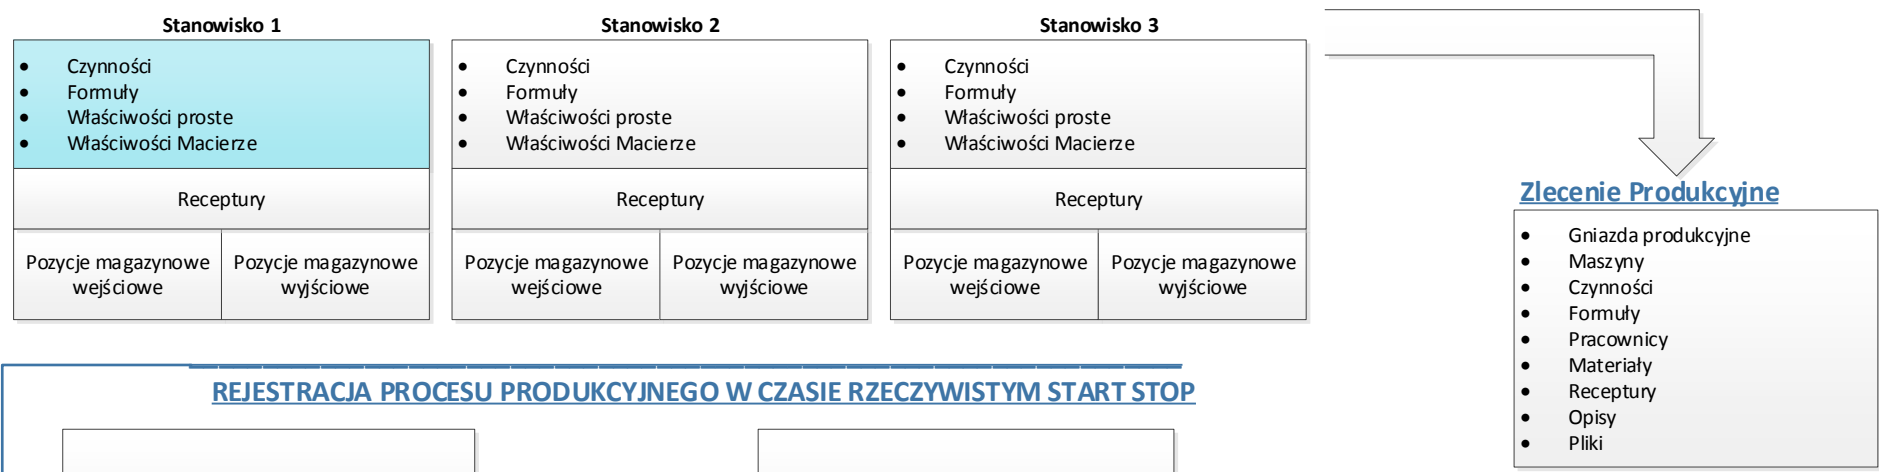 Stanowisko 1
• Czynności
• Formuły
• Właściwości proste
• Właściwości Macierze
Receptury
Pozycje magazynowe
wejściowe
Pozycje magazynowe
wyjściowe
Stanowisko 2
• Czynności
• Formuły
• Właściwości proste
• Właściwości Macierze
Receptury
Pozycje magazynowe
wejściowe
Pozycje magazynowe
wyjściowe
Stanowisko 3
• Czynności
• Formuły
• Właściwości proste
• Właściwości Macierze
Receptury
Pozycje magazynowe
wejściowe
Pozycje magazynowe
wyjściowe
Zlecenie Produkcyjne
• Gniazda produkcyjne
• Maszyny
• Czynności
• Formuły
• Pracownicy
• Materiały
• Receptury
• Opisy
• Pliki
REJESTRACJA PROCESU PRODUKCYJNEGO W CZASIE RZECZYWISTYM START STOP